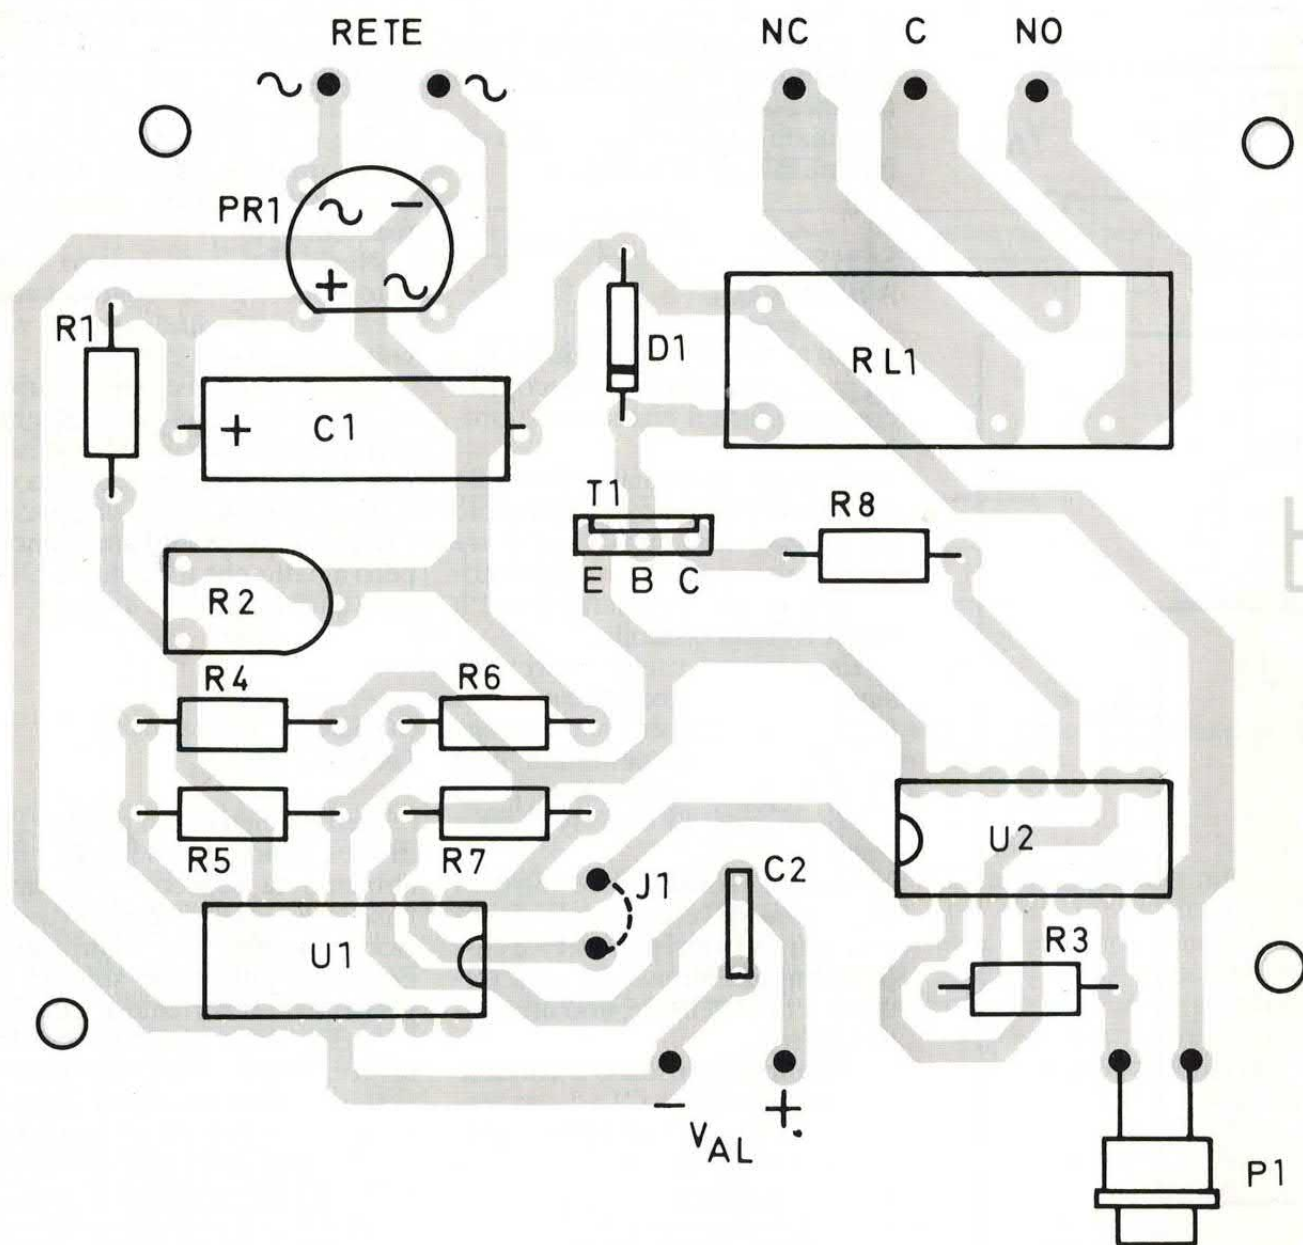 RETE
NC C NO
~ ~
PR1
~ -
+ ~
R1
D1
RL1
+ C1
T1
R8
E B C
R2
R4
R6
R5
R7
U2
J1
C2
U1
R3
- +.
VAL
P1